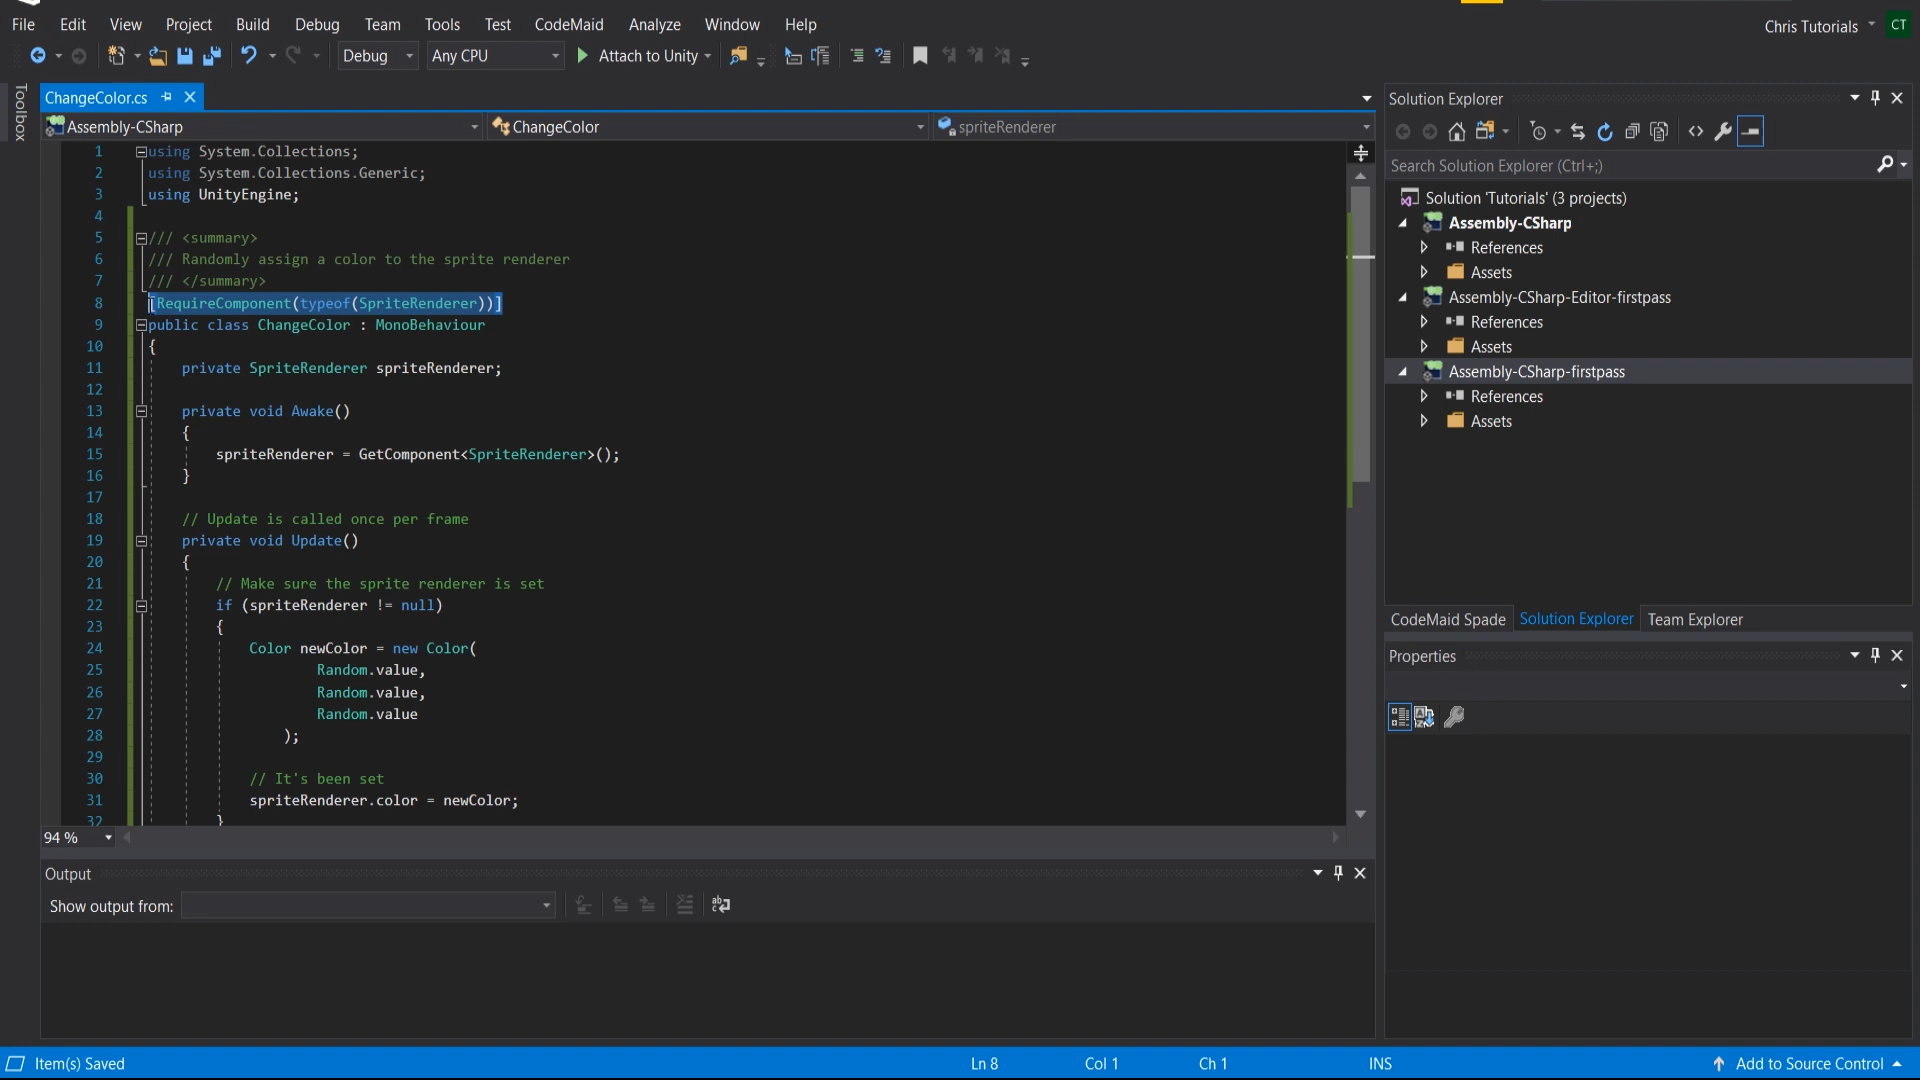 File Edit View Project Build Debug Team Tools Test CodeMaid Analyze Window Help
Chris Tutorials CT
Debug Any CPU Attach to Unity
Toolbox
ChangeColor.cs
Assembly-CSharp ChangeColor spriteRenderer
1 using System.Collections;
2 using System.Collections.Generic;
3 using UnityEngine;
4
5 /// <summary>
6 /// Randomly assign a color to the sprite renderer
7 /// </summary>
8 [RequireComponent(typeof(SpriteRenderer))]
9 public class ChangeColor : MonoBehaviour
10 {
11 private SpriteRenderer spriteRenderer;
12
13 private void Awake()
14 {
15 spriteRenderer = GetComponent<SpriteRenderer>();
16 }
17
18 // Update is called once per frame
19 private void Update()
20 {
21 // Make sure the sprite renderer is set
22 if (spriteRenderer != null)
23 {
24 Color newColor = new Color(
25 Random.value,
26 Random.value,
27 Random.value
28 );
29
30 // It's been set
31 spriteRenderer.color = newColor;
32 }
94 %
Output
Show output from:
Solution Explorer
Search Solution Explorer (Ctrl+;)
Solution 'Tutorials' (3 projects)
Assembly-CSharp
References
Assets
Assembly-CSharp-Editor-firstpass
References
Assets
Assembly-CSharp-firstpass
References
Assets
CodeMaid Spade Solution Explorer Team Explorer
Properties
Item(s) Saved Ln 8 Col 1 Ch 1 INS Add to Source Control